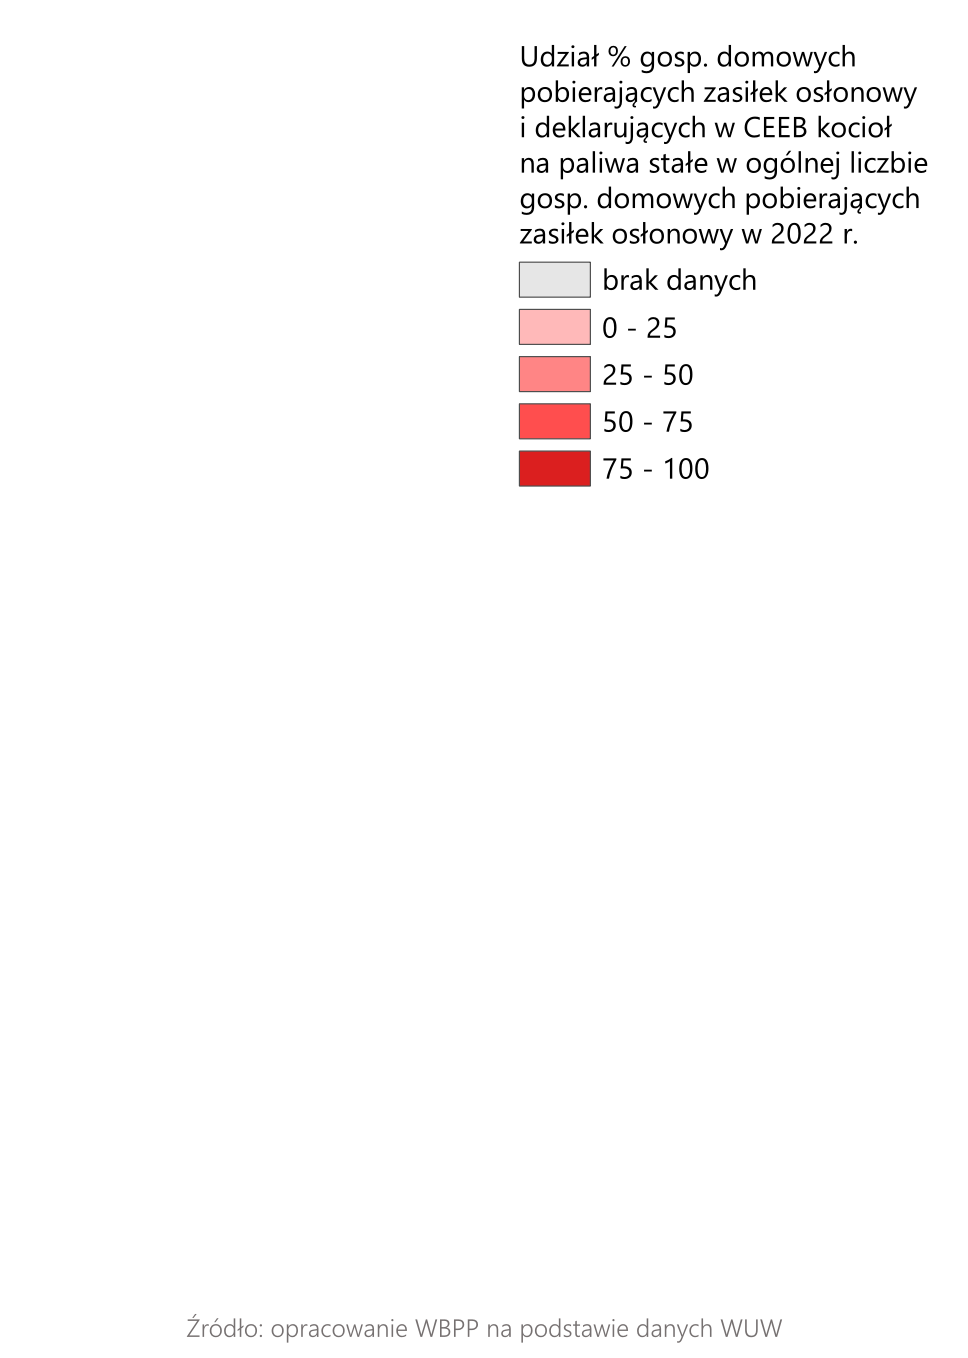 Udział % gosp. domowych
pobierających zasiłek osłonowy
i deklarujących w CEEB kocioł
na paliwa stałe w ogólnej liczbie
gosp. domowych pobierających
zasiłek osłonowy w 2022 r.
brak danych
0 - 25
25 - 50
50 - 75
75 - 100
Źródło: opracowanie WBPP na podstawie danych WUW